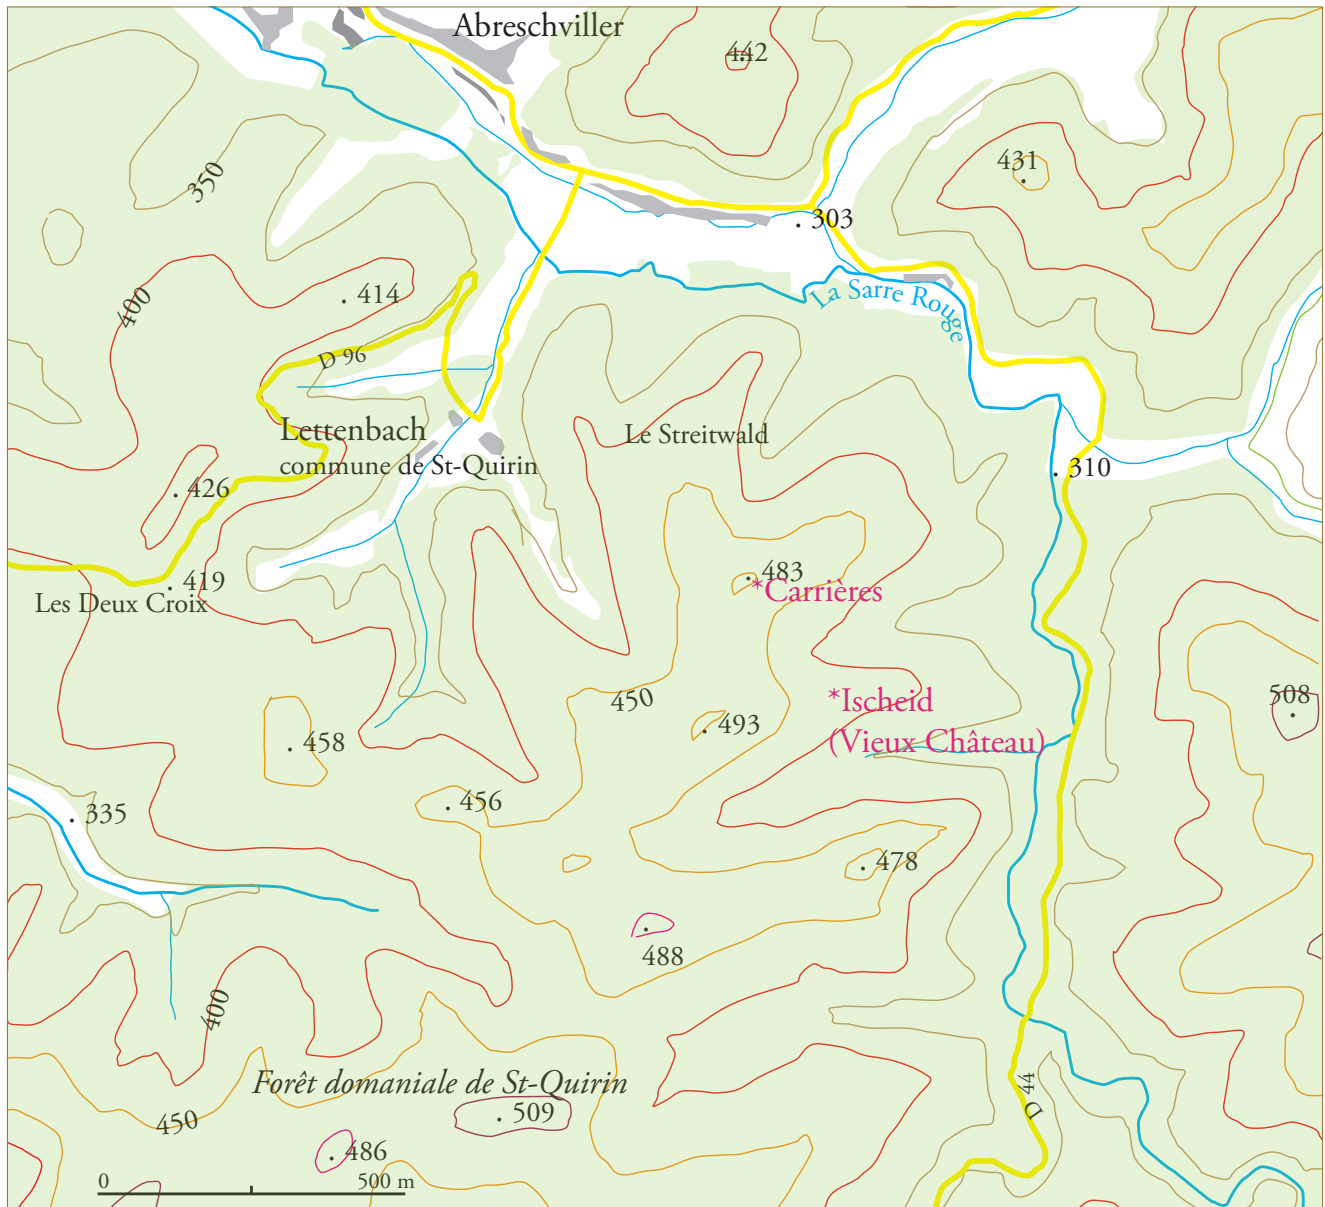 Abreschviller
442
431
350
303
414
400
La Sarre Rouge
D 96
Lettenbach
commune de St-Quirin
Le Streitwald
310
426
483
*Carrières
419
Les Deux Croix
450
*Ischeid
(Vieux Château)
493
508
458
456
335
478
488
400
Forêt domaniale de St-Quirin
D 44
509
450
486
0 500 m